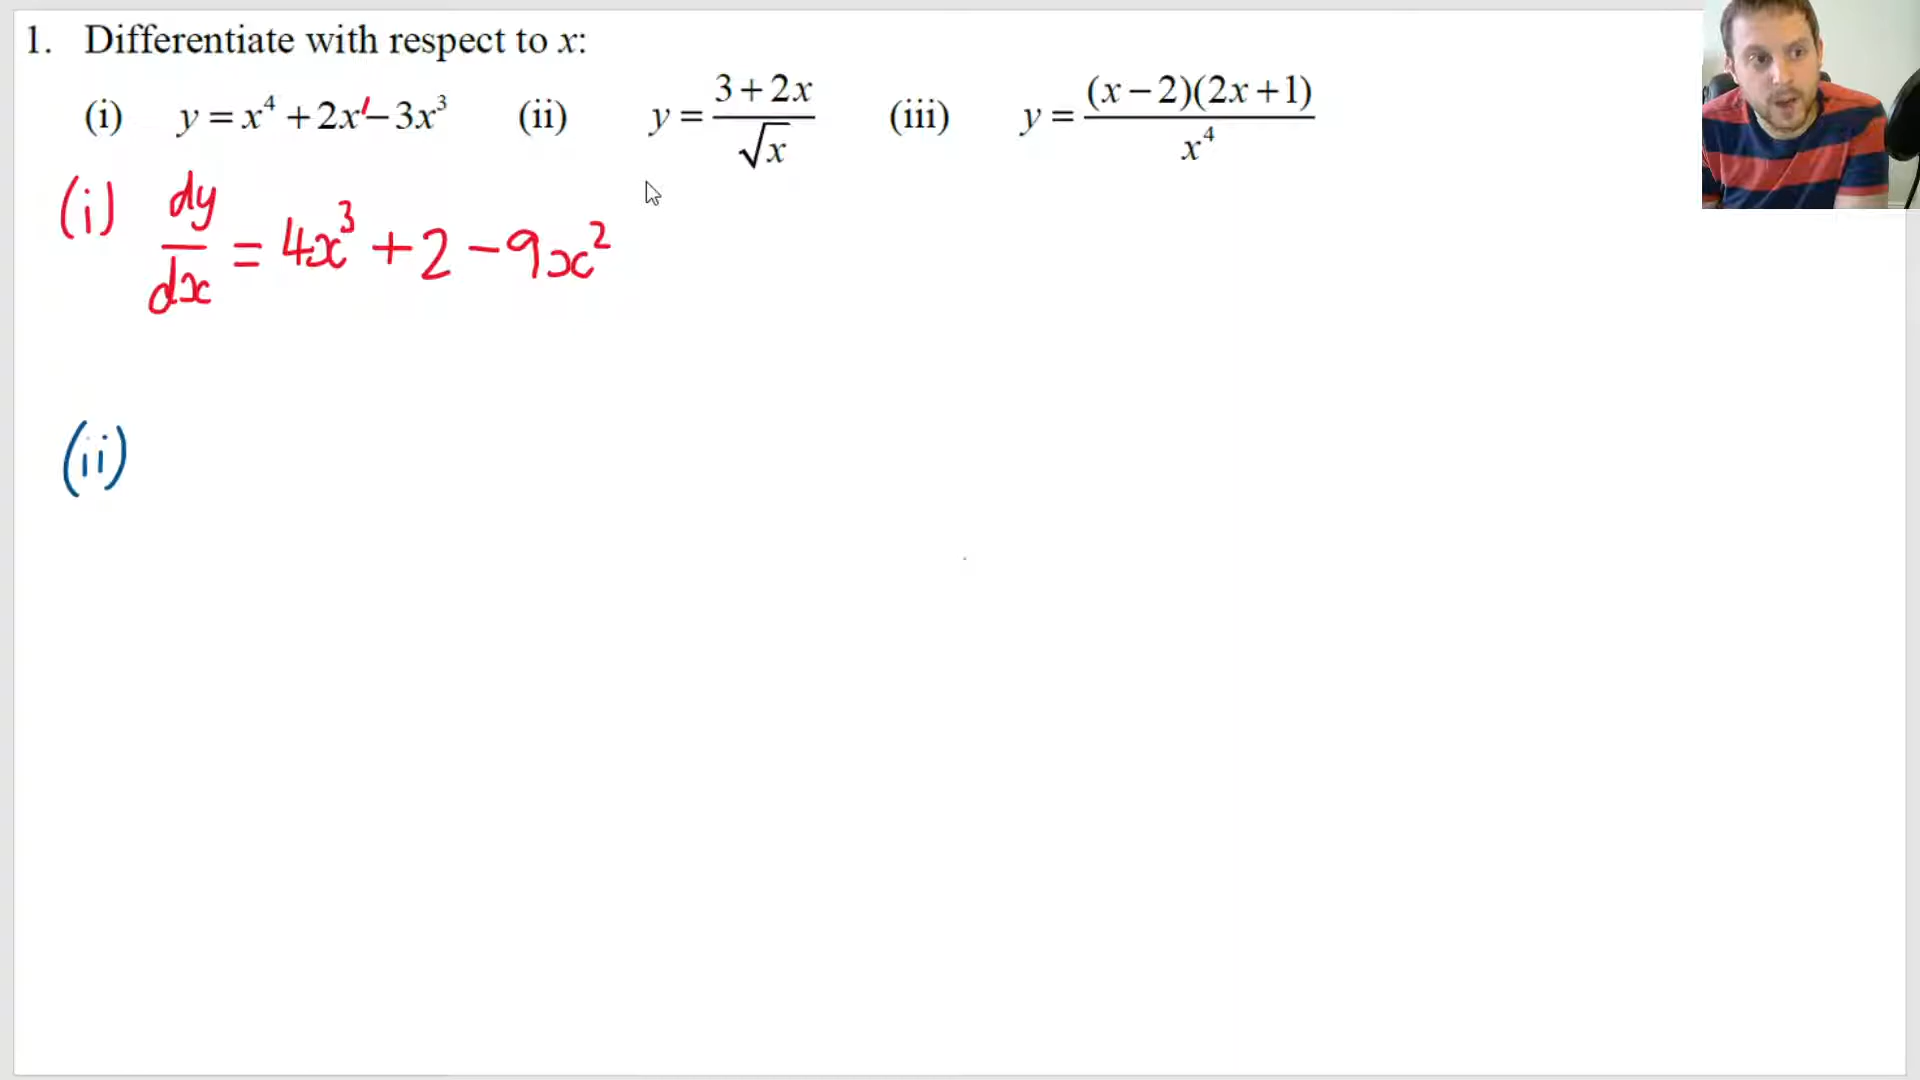 1. Differentiate with respect to x:
(i) y = x⁴ + 2x¹ − 3x³ (ii) y = (3 + 2x)/√x (iii) y = (x − 2)(2x + 1)/x⁴
(i) dy/dx = 4x³ + 2 − 9x²
(ii)